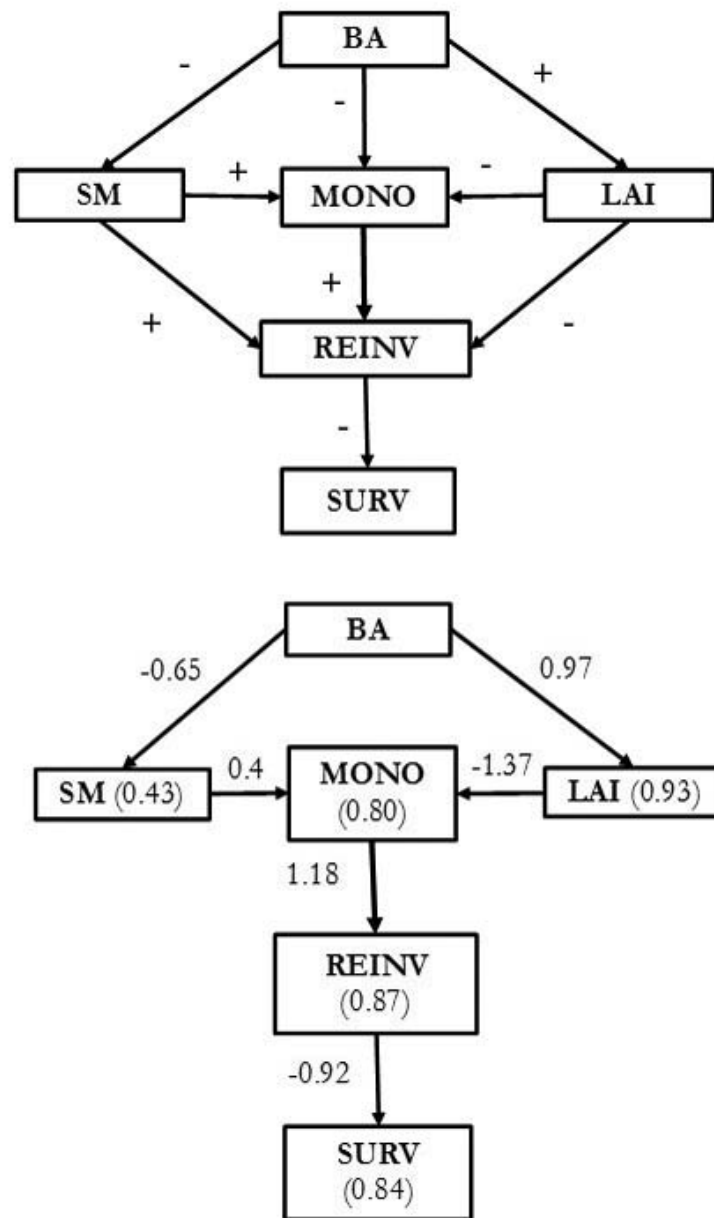 BA
- - +
SM + MONO - LAI
+ + -
REINV
-
SURV
BA
-0.65 0.97
SM (0.43) 0.4 MONO (0.80) -1.37 LAI (0.93)
1.18
REINV
(0.87)
-0.92
SURV
(0.84)